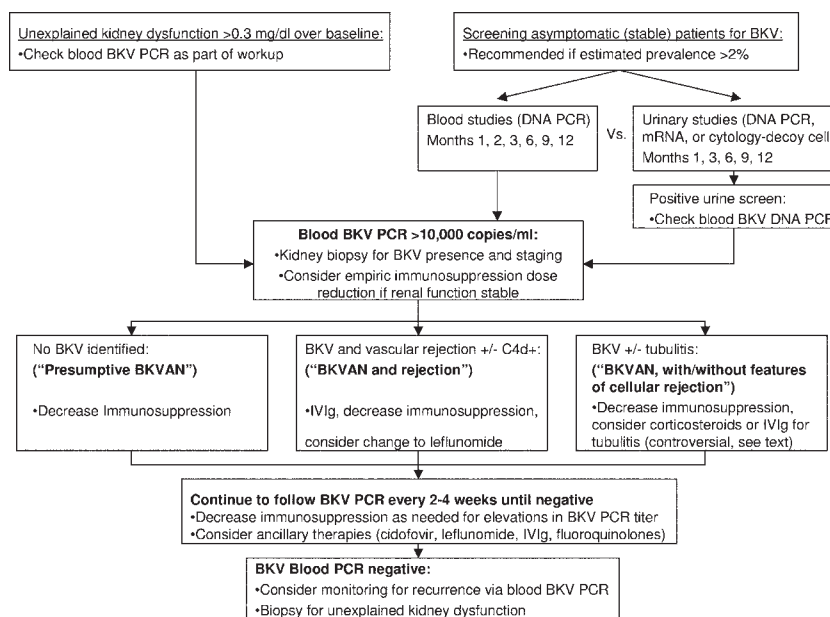 Unexplained kidney dysfunction >0.3 mg/dl over baseline:
•Check blood BKV PCR as part of workup
Screening asymptomatic (stable) patients for BKV:
•Recommended if estimated prevalence >2%
Blood studies (DNA PCR)
Months 1, 2, 3, 6, 9, 12
Vs.
Urinary studies (DNA PCR,
mRNA, or cytology-decoy cell
Months 1, 3, 6, 9, 12
Positive urine screen:
•Check blood BKV DNA PCR
Blood BKV PCR >10,000 copies/ml:
•Kidney biopsy for BKV presence and staging
•Consider empiric immunosuppression dose
reduction if renal function stable
No BKV identified:
("Presumptive BKVAN")
•Decrease Immunosuppression
BKV and vascular rejection +/- C4d+:
("BKVAN and rejection")
•IVIg, decrease immunosuppression,
consider change to leflunomide
BKV +/- tubulitis:
("BKVAN, with/without features
of cellular rejection")
•Decrease immunosuppression,
consider corticosteroids or IVIg for
tubulitis (controversial, see text)
Continue to follow BKV PCR every 2-4 weeks until negative
•Decrease immunosuppression as needed for elevations in BKV PCR titer
•Consider ancillary therapies (cidofovir, leflunomide, IVIg, fluoroquinolones)
BKV Blood PCR negative:
•Consider monitoring for recurrence via blood BKV PCR
•Biopsy for unexplained kidney dysfunction